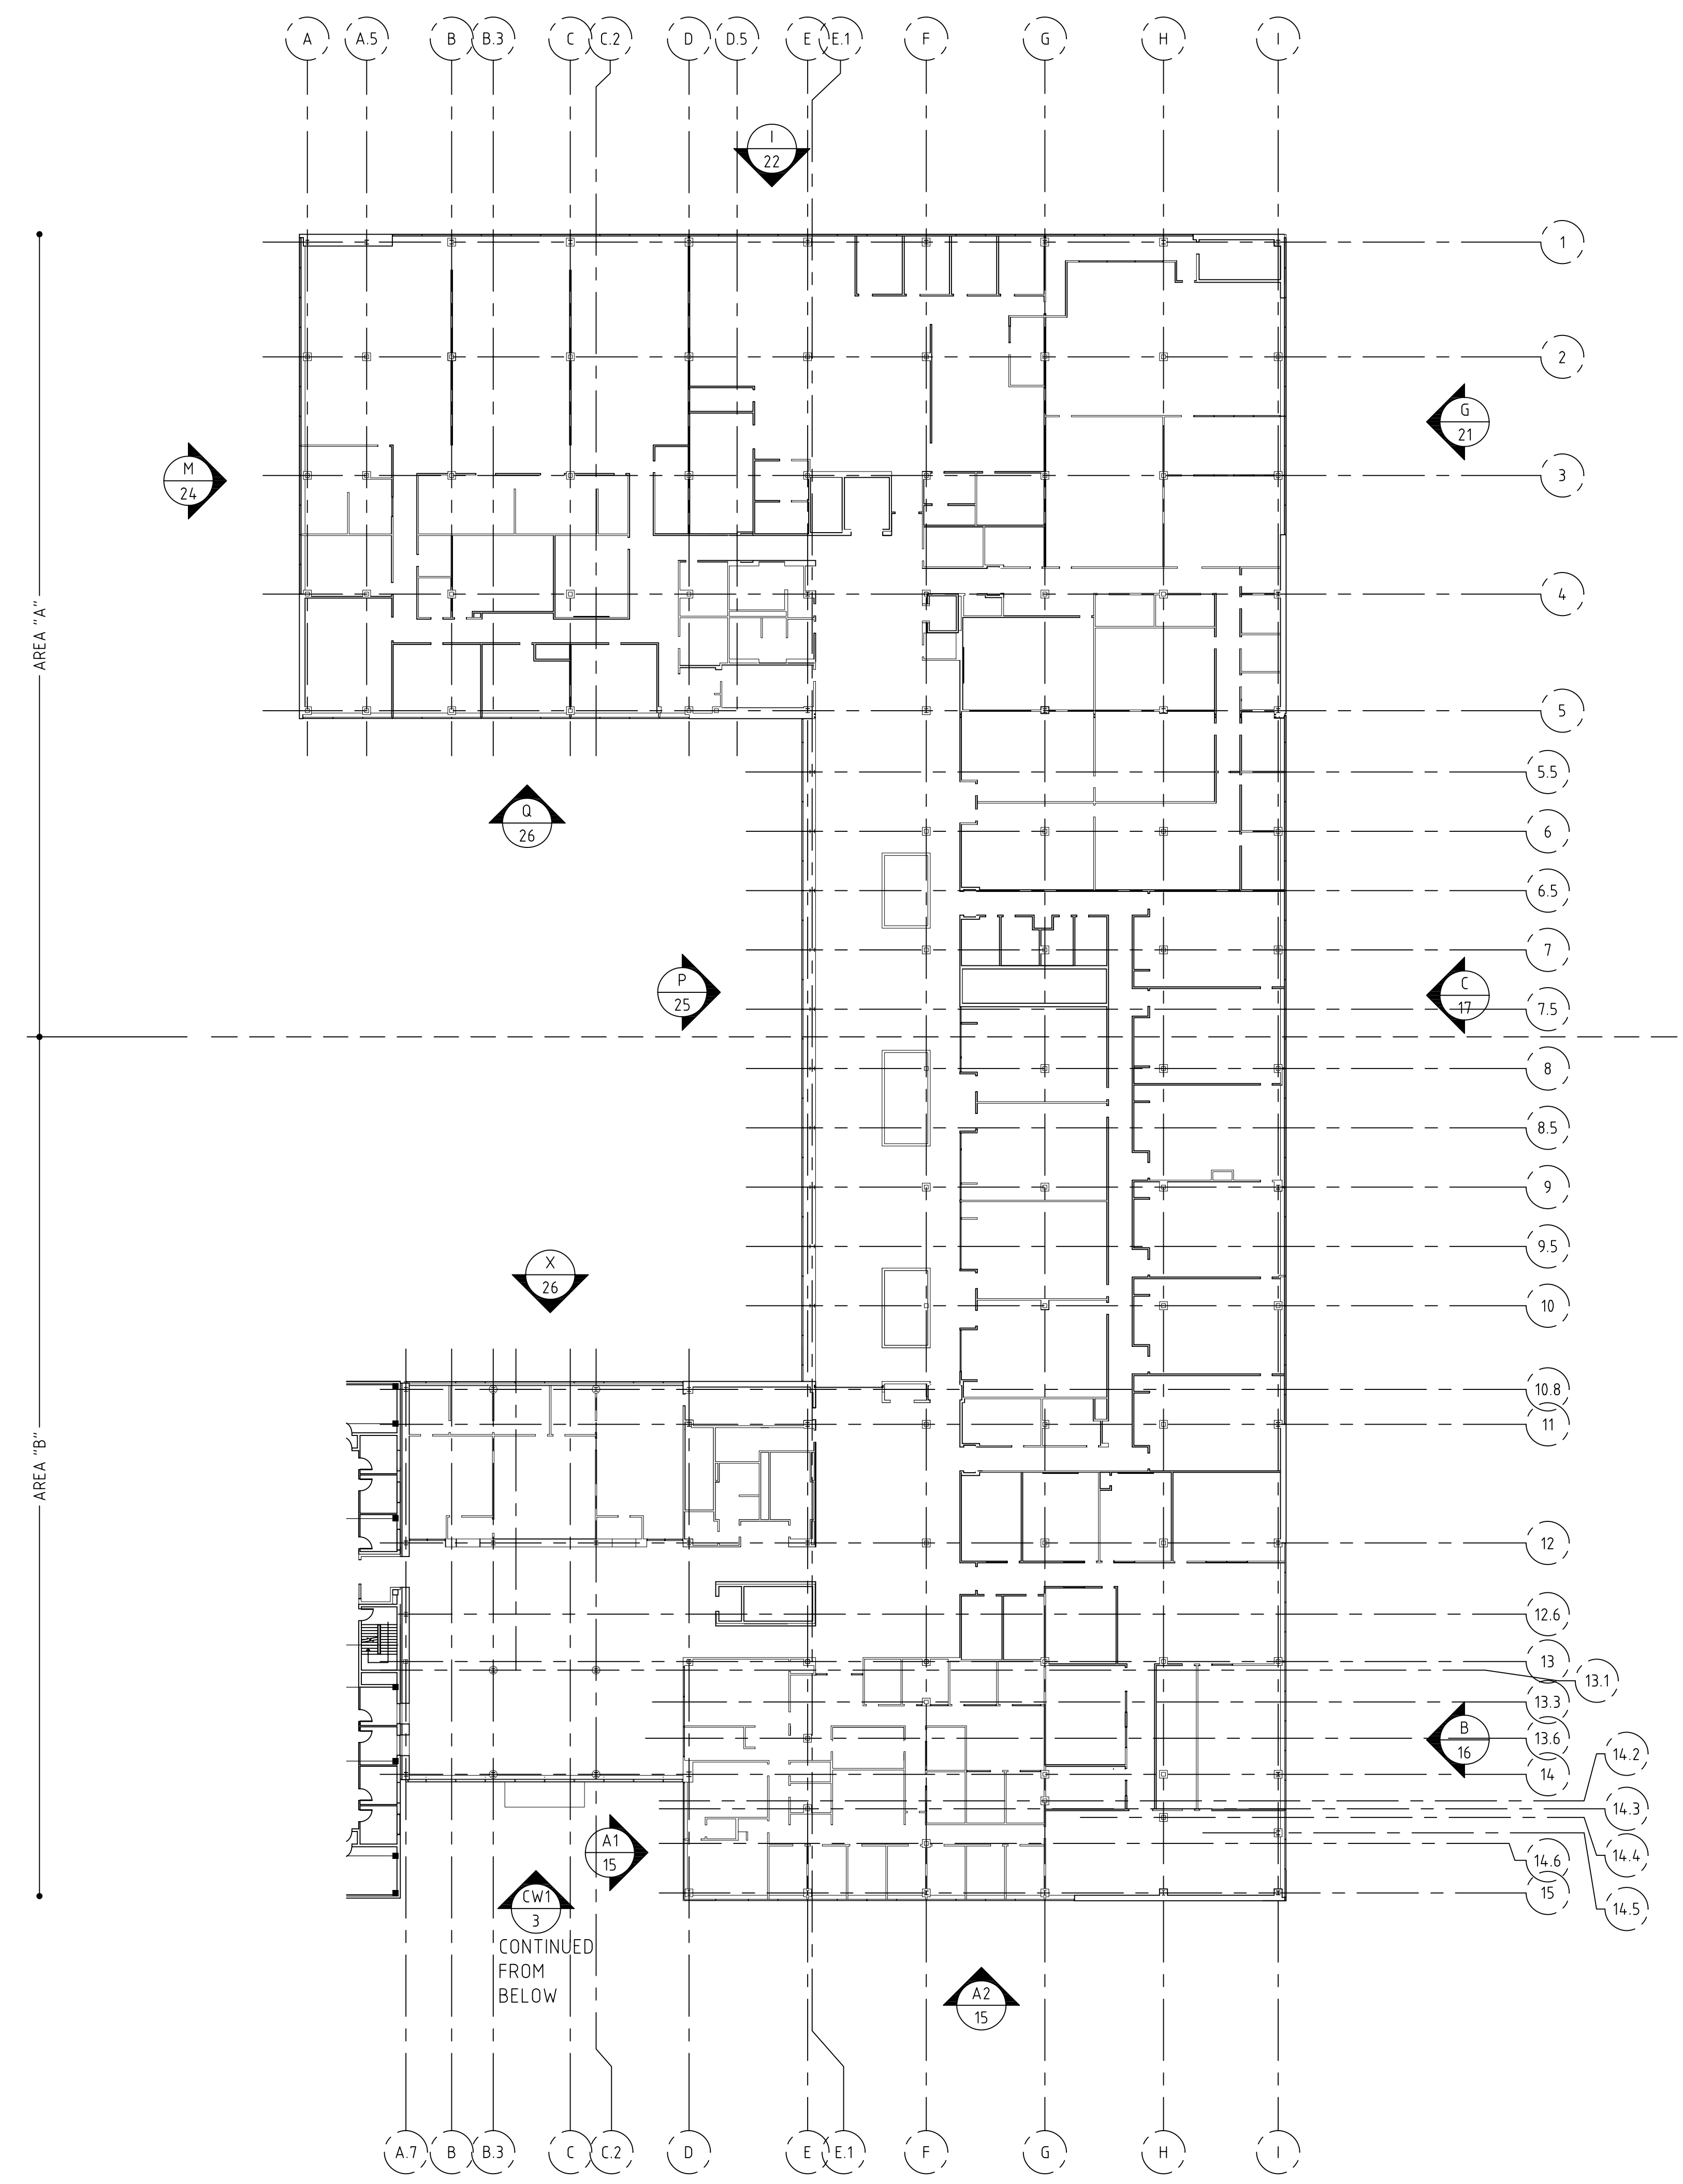 A
A.5
B
B.3
C
C.2
D
D.5
E
E.1
F
G
H
I
I
22
1
2
G
21
3
M
24
4
AREA "A"
5
5.5
Q
26
6
6.5
7
P
25
C
17
7.5
8
8.5
9
9.5
X
26
10
10.8
11
AREA "B"
12
12.6
13
13.1
13.3
B
16
13.6
14.2
14
14.3
A1
15
14.4
14.6
15
CW1
3
14.5
CONTINUED
FROM
BELOW
A2
15
A.7
B
B.3
C
C.2
D
E
E.1
F
G
H
I